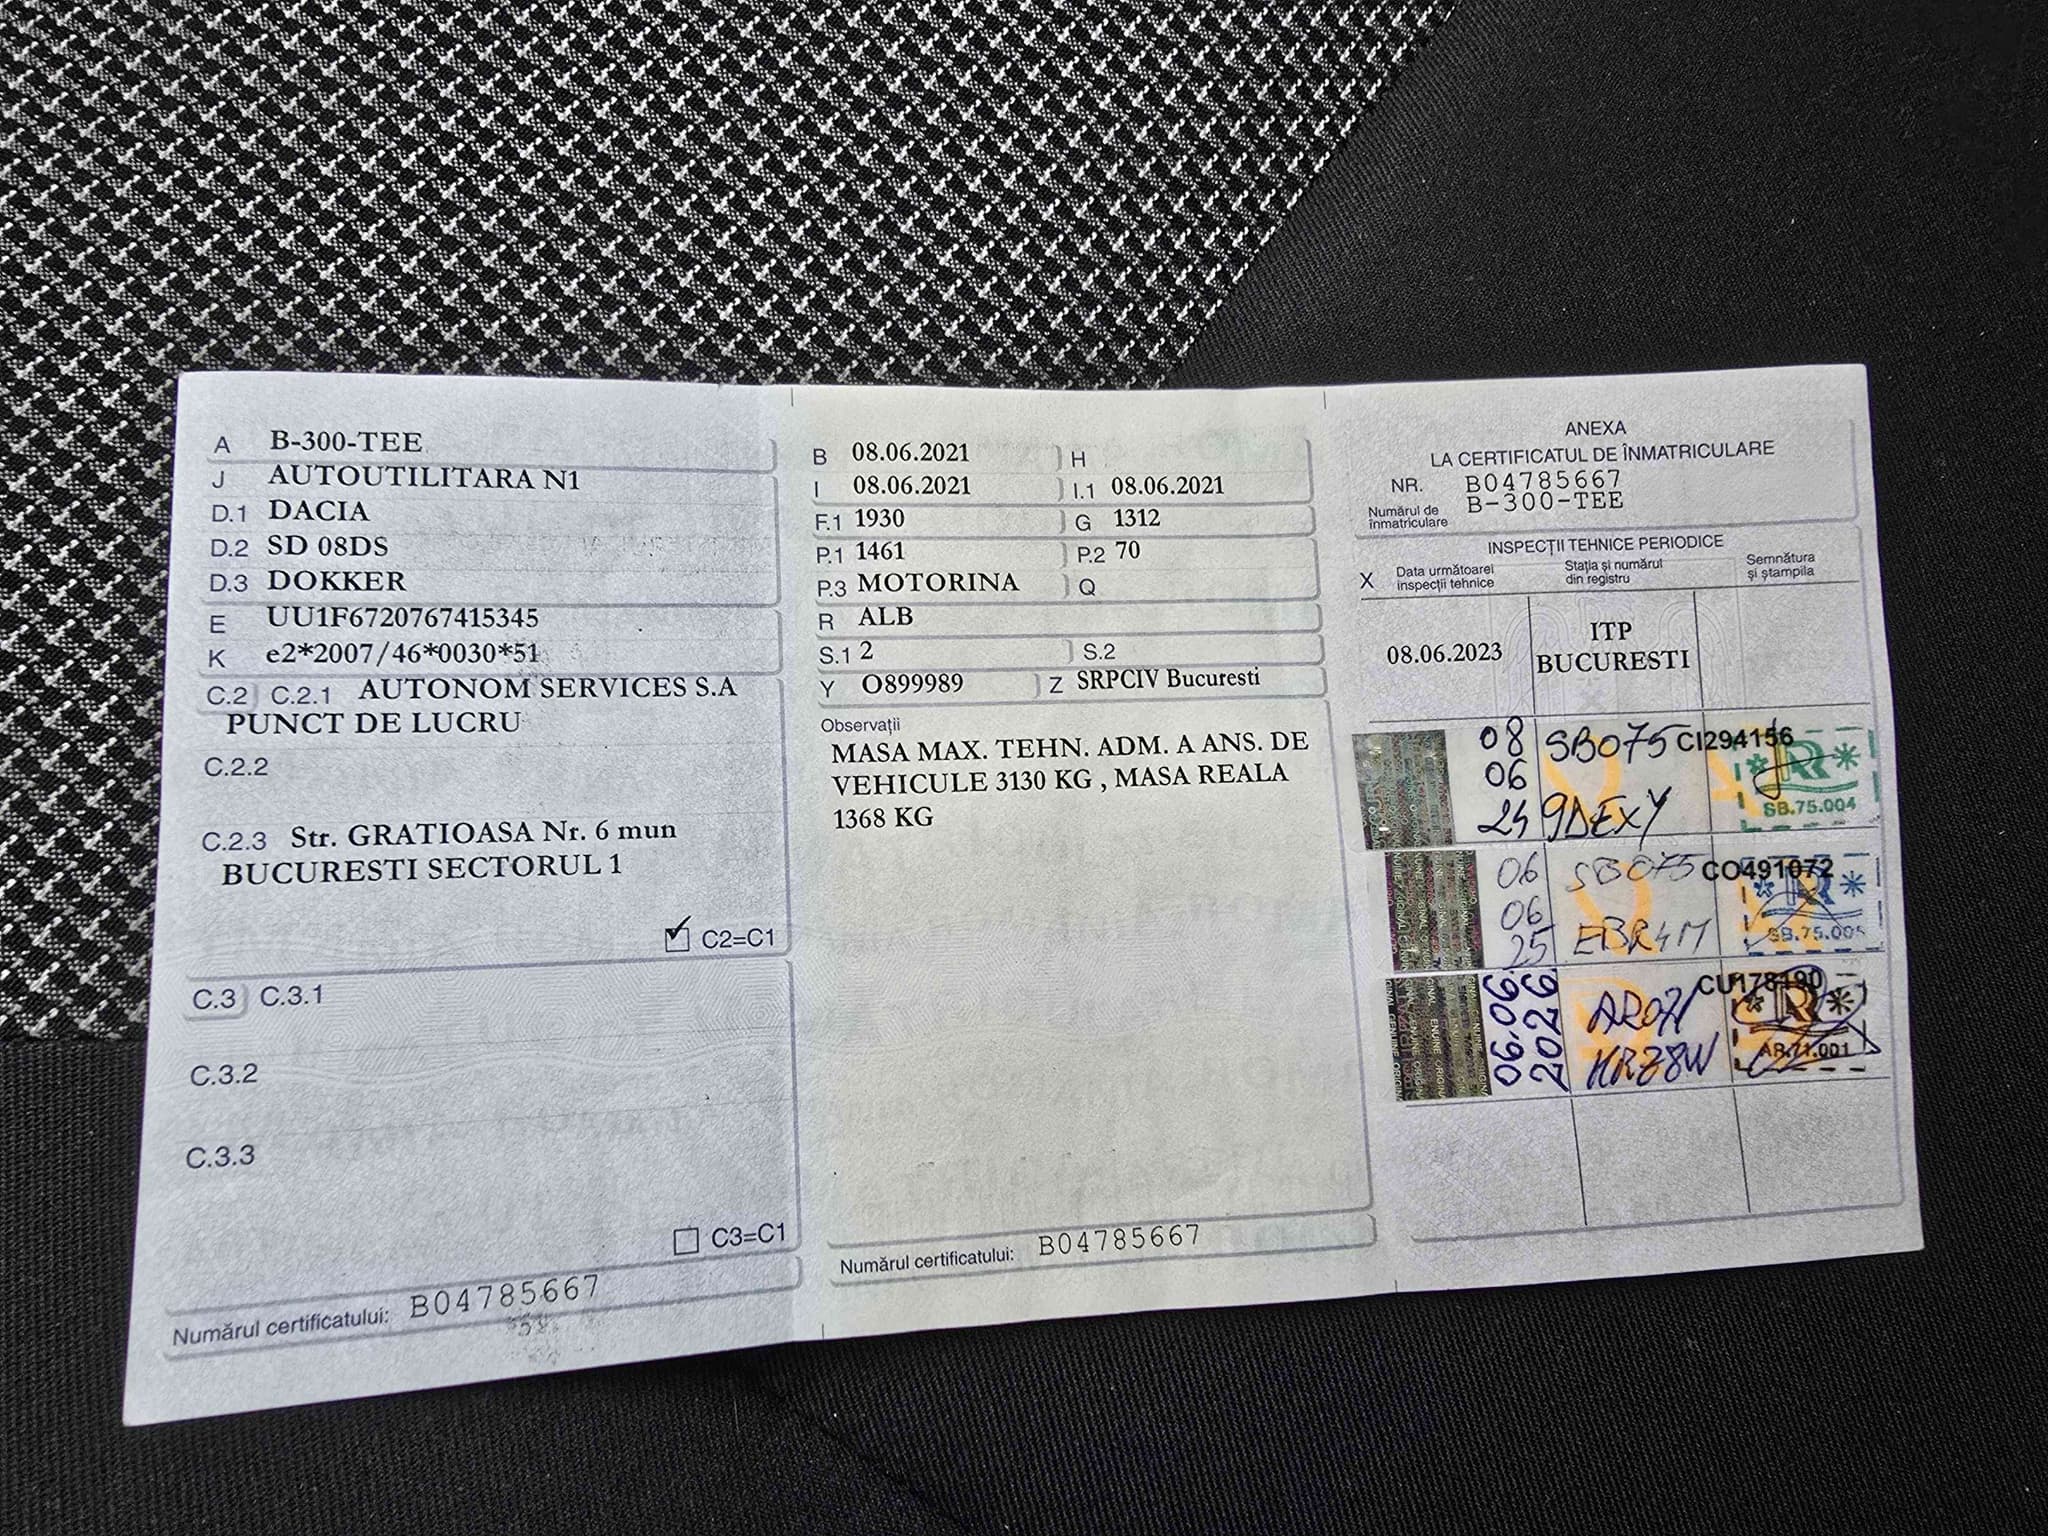 A B-300-TEE
J AUTOUTILITARA N1
D.1 DACIA
D.2 SD 08DS
D.3 DOKKER
E UU1F6720767415345
K e2*2007/46*0030*51
C.2 C.2.1 AUTONOM SERVICES S.A
PUNCT DE LUCRU
C.2.2
C.2.3 Str. GRATIOASA Nr. 6 mun
BUCURESTI SECTORUL 1
C2=C1
C.3 C.3.1
C.3.2
C.3.3
C3=C1
Numărul certificatului: B04785667
B 08.06.2021 H
I 08.06.2021 I.1 08.06.2021
F.1 1930 G 1312
P.1 1461 P.2 70
P.3 MOTORINA Q
R ALB
S.1 2 S.2
Y O899989 Z SRPCIV Bucuresti
Observații
MASA MAX. TEHN. ADM. A ANS. DE
VEHICULE 3130 KG , MASA REALA
1368 KG
Numărul certificatului: B04785667
ANEXA
LA CERTIFICATUL DE ÎNMATRICULARE
NR. B04785667
Numărul de înmatriculare B-300-TEE
INSPECȚII TEHNICE PERIODICE
X Data următoarei inspecții tehnice
Stația și numărul din registru
Semnătura și ștampila
08.06.2023 ITP BUCURESTI
08 06 24 SB075 CI294156
9DEXY SB.75.004
06 06 25 SB075 CO491072
EBR4M SB.75.005
06.06. 2026 AR071 CU178190
HRZ8W AR.71.001